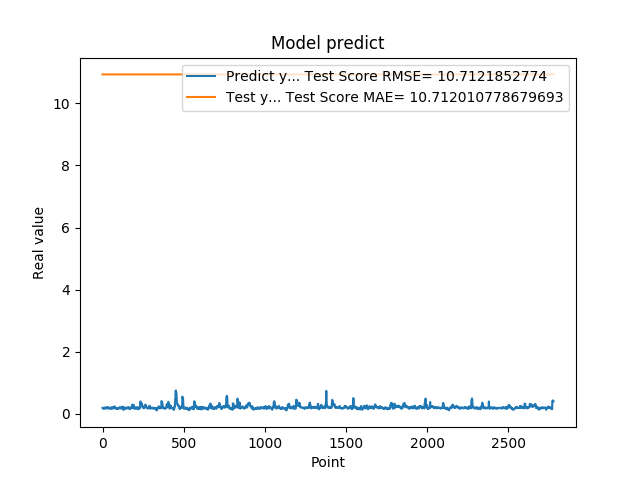 Model predict
Predict y... Test Score RMSE= 10.7121852774
Test y... Test Score MAE= 10.712010778679693
Real value
10
8
6
4
2
0
0 500 1000 1500 2000 2500
Point